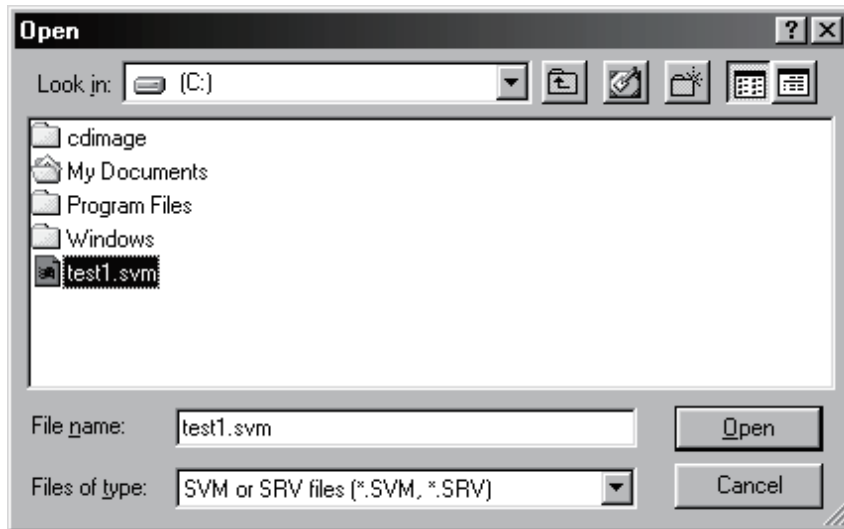 Open
Look in: (C:)
cdimage
My Documents
Program Files
Windows
test1.svm
File name: test1.svm Open
Files of type: SVM or SRV files (*.SVM, *.SRV) Cancel